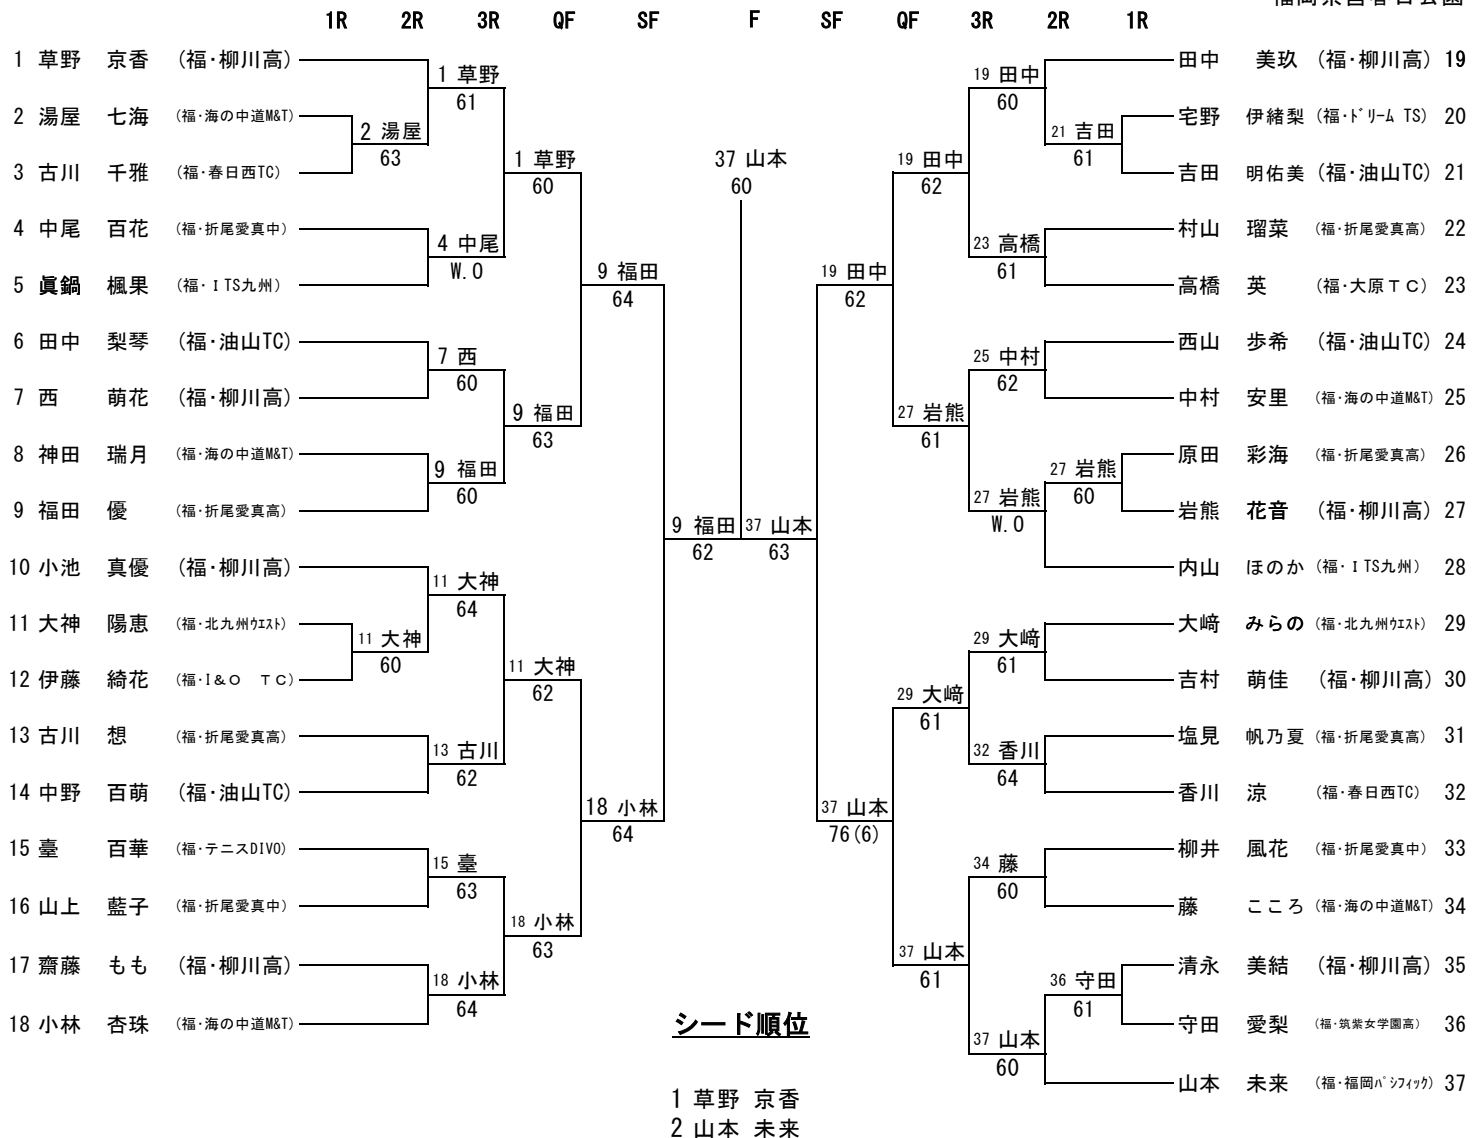 1R 2R 3R QF SF F SF QF 3R 2R 1R
1 草野 京香 (福・柳川高)
2 湯屋 七海 (福・海の中道M&T)
3 古川 千雅 (福・春日西TC)
4 中尾 百花 (福・折尾愛真中)
5 眞鍋 楓果 (福・ITS九州)
6 田中 梨琴 (福・油山TC)
7 西 萌花 (福・柳川高)
8 神田 瑞月 (福・海の中道M&T)
9 福田 優 (福・折尾愛真高)
10 小池 真優 (福・柳川高)
11 大神 陽恵 (福・北九州ウエスト)
12 伊藤 綺花 (福・I&O TC)
13 古川 想 (福・折尾愛真高)
14 中野 百萌 (福・油山TC)
15 臺 百華 (福・テニスDIVO)
16 山上 藍子 (福・折尾愛真中)
17 齋藤 もも (福・柳川高)
18 小林 杏珠 (福・海の中道M&T)
2 湯屋
63
11 大神
60
1 草野
61
4 中尾
W.O
7 西
60
9 福田
60
11 大神
64
13 古川
62
15 臺
63
18 小林
64
1 草野
60
9 福田
63
11 大神
62
18 小林
63
9 福田
64
18 小林
64
9 福田
62
37 山本
60
37 山本
63
19 田中
62
37 山本
76(6)
19 田中
62
27 岩熊
61
29 大﨑
61
37 山本
61
19 田中
60
23 高橋
61
25 中村
62
27 岩熊
W.O
29 大﨑
61
32 香川
64
34 藤
60
37 山本
60
21 吉田
61
27 岩熊
60
36 守田
61
田中 美玖 (福・柳川高) 19
宅野 伊緒梨 (福・ドリーム TS) 20
吉田 明佑美 (福・油山TC) 21
村山 瑠菜 (福・折尾愛真高) 22
高橋 英 (福・大原TC) 23
西山 歩希 (福・油山TC) 24
中村 安里 (福・海の中道M&T) 25
原田 彩海 (福・折尾愛真高) 26
岩熊 花音 (福・柳川高) 27
内山 ほのか (福・ITS九州) 28
大﨑 みらの (福・北九州ウエスト) 29
吉村 萌佳 (福・柳川高) 30
塩見 帆乃夏 (福・折尾愛真高) 31
香川 涼 (福・春日西TC) 32
柳井 風花 (福・折尾愛真中) 33
藤 こころ (福・海の中道M&T) 34
清永 美結 (福・柳川高) 35
守田 愛梨 (福・筑紫女学園高) 36
山本 未来 (福・福岡パシフィック) 37
シード順位
1 草野 京香
2 山本 未来